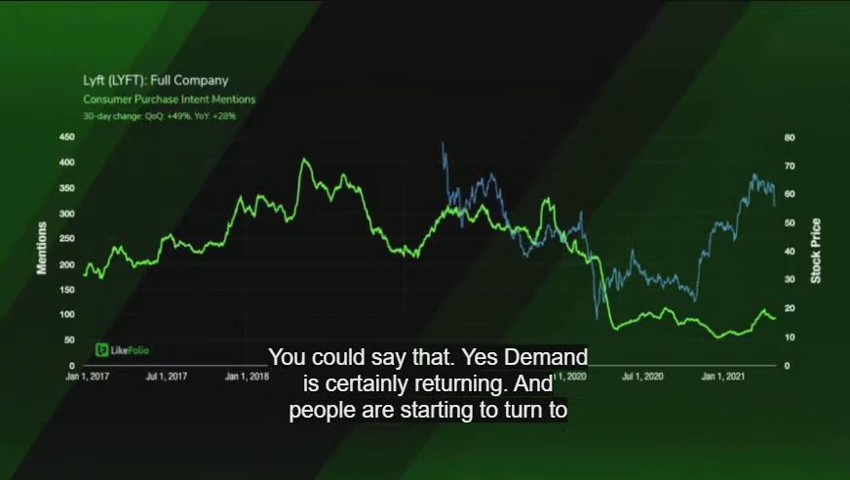 Lyft (LYFT): Full Company
Consumer Purchase Intent Mentions
30-day change: QoQ: +49%, YoY: +28%
450
400
350
300
250
200
150
100
50
0
Mentions
80
70
60
50
40
30
20
10
0
Stock Price
LikeFolio
Jan 1, 2017
Jul 1, 2017
Jan 1, 2018
1, 2020
Jul 1, 2020
Jan 1, 2021
You could say that. Yes Demand
is certainly returning. And
people are starting to turn to